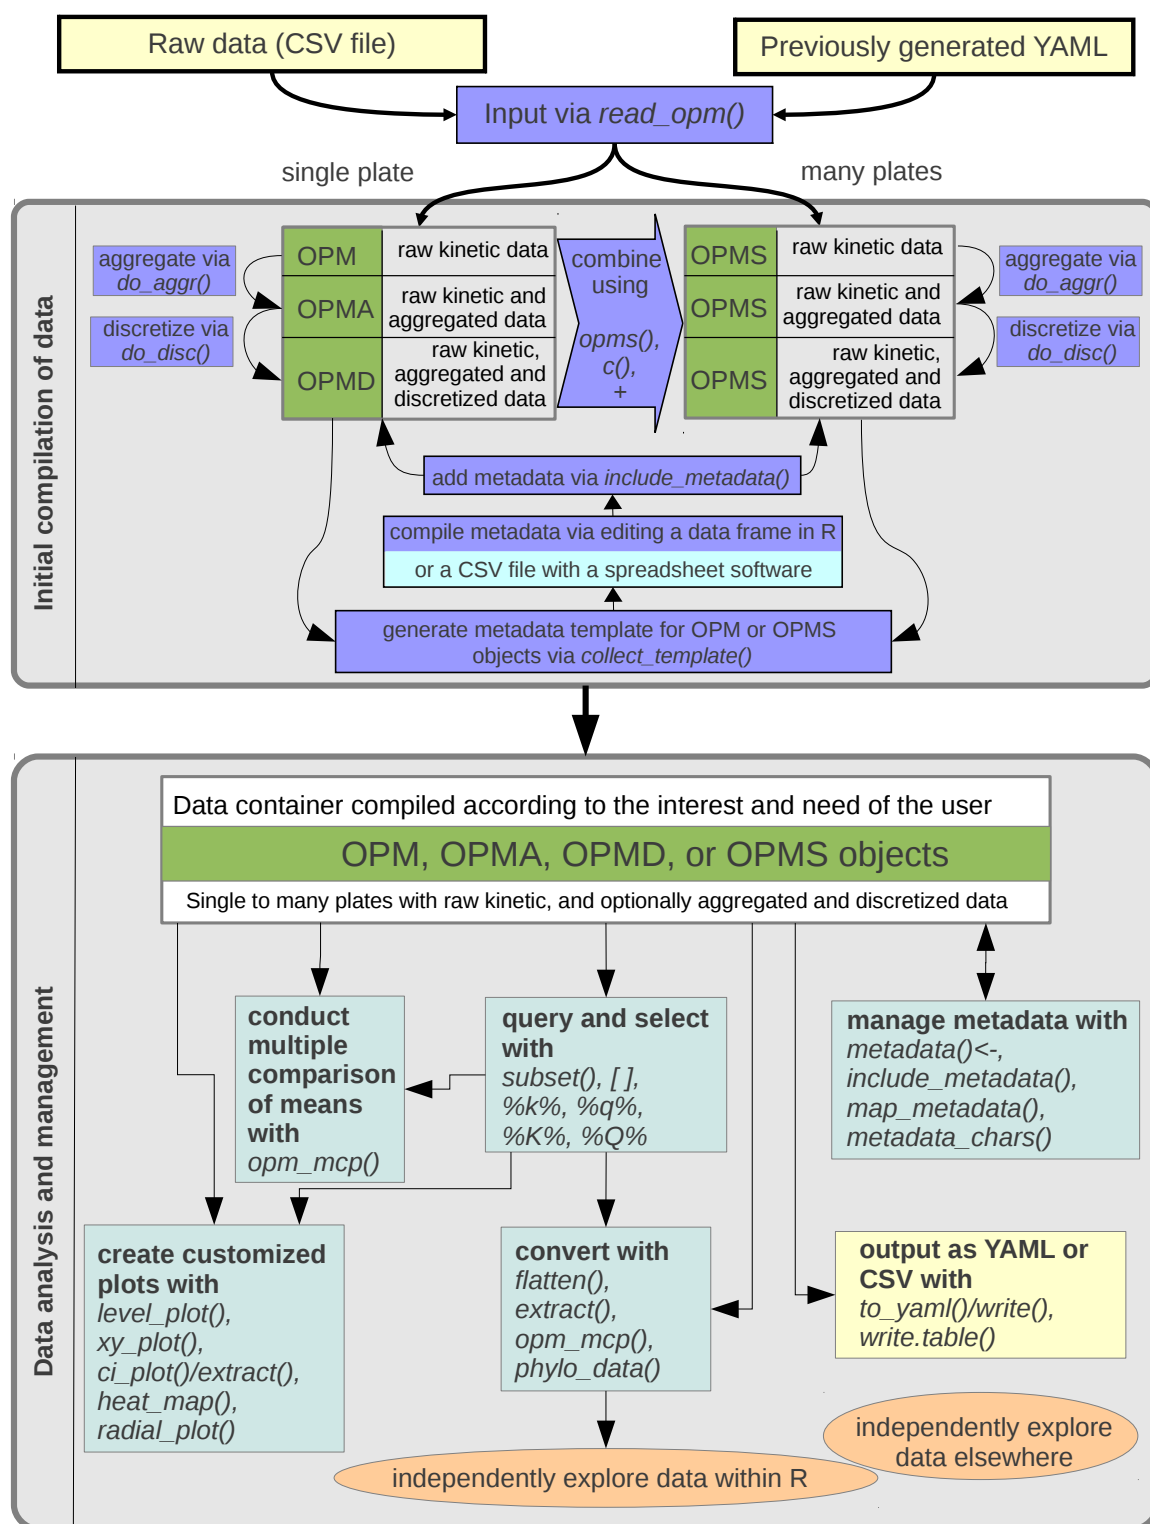 Raw data (CSV file)
Previously generated YAML
Input via read_opm()
single plate
many plates
Initial compilation of data
aggregate via
do_aggr()
discretize via
do_disc()
OPM
raw kinetic data
OPMA
raw kinetic and
aggregated data
OPMD
raw kinetic,
aggregated and
discretized data
combine
using
opms(),
c(),
+
OPMS
raw kinetic data
OPMS
raw kinetic and
aggregated data
OPMS
raw kinetic,
aggregated and
discretized data
aggregate via
do_aggr()
discretize via
do_disc()
add metadata via include_metadata()
compile metadata via editing a data frame in R
or a CSV file with a spreadsheet software
generate metadata template for OPM or OPMS
objects via collect_template()
Data analysis and management
Data container compiled according to the interest and need of the user
OPM, OPMA, OPMD, or OPMS objects
Single to many plates with raw kinetic, and optionally aggregated and discretized data
conduct
multiple
comparison
of means
with
opm_mcp()
query and select
with
subset(), [ ],
%k%, %q%,
%K%, %Q%
manage metadata with
metadata()<-,
include_metadata(),
map_metadata(),
metadata_chars()
create customized
plots with
level_plot(),
xy_plot(),
ci_plot()/extract(),
heat_map(),
radial_plot()
convert with
flatten(),
extract(),
opm_mcp(),
phylo_data()
output as YAML or
CSV with
to_yaml()/write(),
write.table()
independently explore
data elsewhere
independently explore data within R